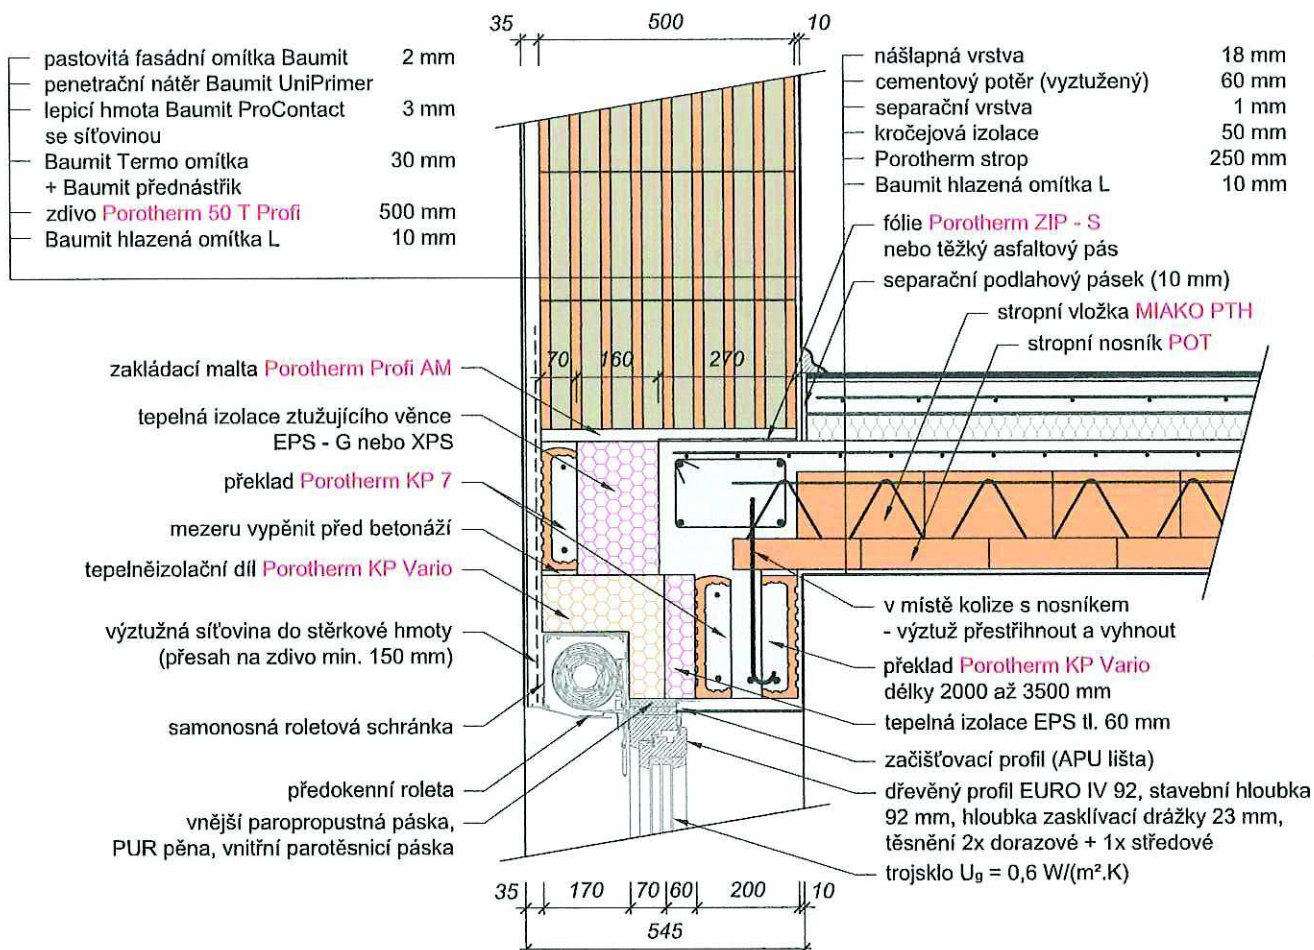 35 500 10
pastovitá fasádní omítka Baumit 2 mm
penetrační nátěr Baumit UniPrimer
lepicí hmota Baumit ProContact 3 mm
se síťovinou
Baumit Termo omítka 30 mm
+ Baumit přednástřik
zdivo Porotherm 50 T Profi 500 mm
Baumit hlazená omítka L 10 mm
nášlapná vrstva 18 mm
cementový potěr (vyztužený) 60 mm
separační vrstva 1 mm
kročejová izolace 50 mm
Porotherm strop 250 mm
Baumit hlazená omítka L 10 mm
fólie Porotherm ZIP - S
nebo těžký asfaltový pás
separační podlahový pásek (10 mm)
stropní vložka MIAKO PTH
stropní nosník POT
70 160 270
zakládací malta Porotherm Profi AM
tepelná izolace ztužujícího věnce
EPS - G nebo XPS
překlad Porotherm KP 7
mezeru vypěnit před betonáží
tepelněizolační díl Porotherm KP Vario
výztužná síťovina do stěrkové hmoty
(přesah na zdivo min. 150 mm)
samonosná roletová schránka
předokenní roleta
vnější paropropustná páska,
PUR pěna, vnitřní parotěsnicí páska
v místě kolize s nosníkem
- výztuž přestřihnout a vyhnout
překlad Porotherm KP Vario
délky 2000 až 3500 mm
tepelná izolace EPS tl. 60 mm
začišťovací profil (APU lišta)
dřevěný profil EURO IV 92, stavební hloubka
92 mm, hloubka zasklívací drážky 23 mm,
těsnění 2x dorazové + 1x středové
trojsklo Ug = 0,6 W/(m².K)
35 170 70 60 200 10
545